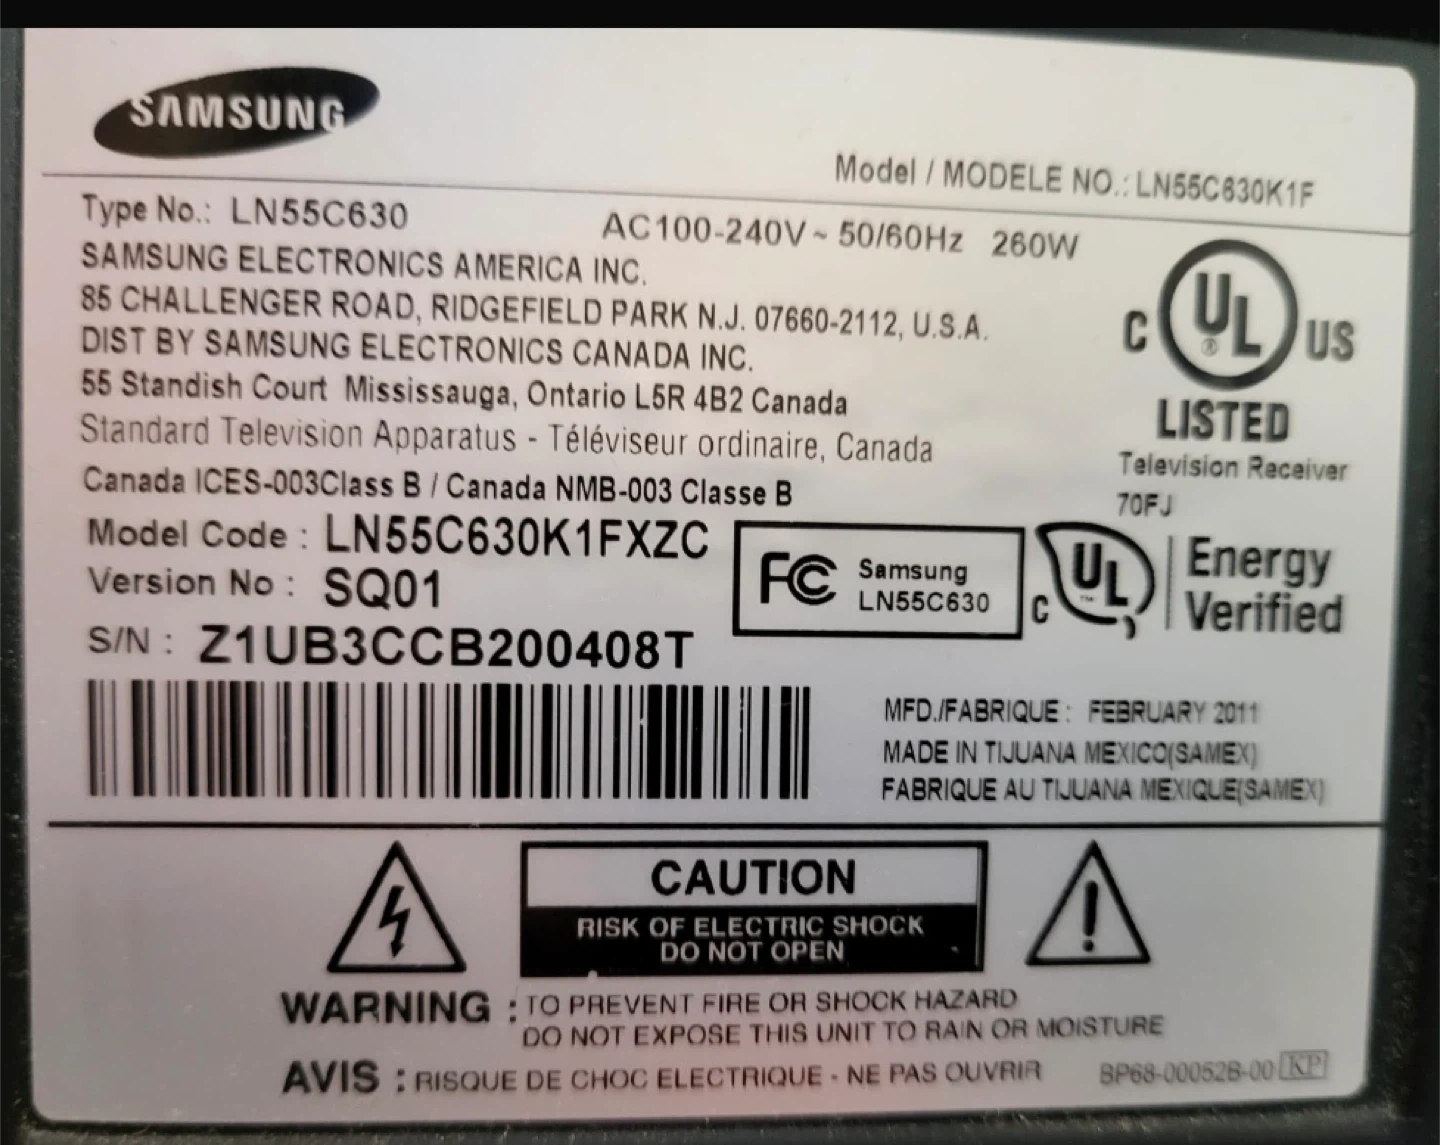 SAMSUNG
Model / MODELE NO.: LN55C630K1F
Type No.: LN55C630 AC100-240V ~ 50/60Hz 260W
SAMSUNG ELECTRONICS AMERICA INC.
85 CHALLENGER ROAD, RIDGEFIELD PARK N.J. 07660-2112, U.S.A.
DIST BY SAMSUNG ELECTRONICS CANADA INC.
55 Standish Court Mississauga, Ontario L5R 4B2 Canada
Standard Television Apparatus - Téléviseur ordinaire, Canada
Canada ICES-003Class B / Canada NMB-003 Classe B
C UL ® US
LISTED
Television Receiver
70FJ
Model Code : LN55C630K1FXZC
Version No : SQ01
S/N : Z1UB3CCB200408T
FC Samsung
LN55C630
C UL ™ Energy
Verified
MFD./FABRIQUE : FEBRUARY 2011
MADE IN TIJUANA MEXICO(SAMEX)
FABRIQUE AU TIJUANA MEXIQUE(SAMEX)
CAUTION
RISK OF ELECTRIC SHOCK
DO NOT OPEN
WARNING : TO PREVENT FIRE OR SHOCK HAZARD
DO NOT EXPOSE THIS UNIT TO RAIN OR MOISTURE
AVIS : RISQUE DE CHOC ELECTRIQUE - NE PAS OUVRIR
BP68-00052B-00 KP